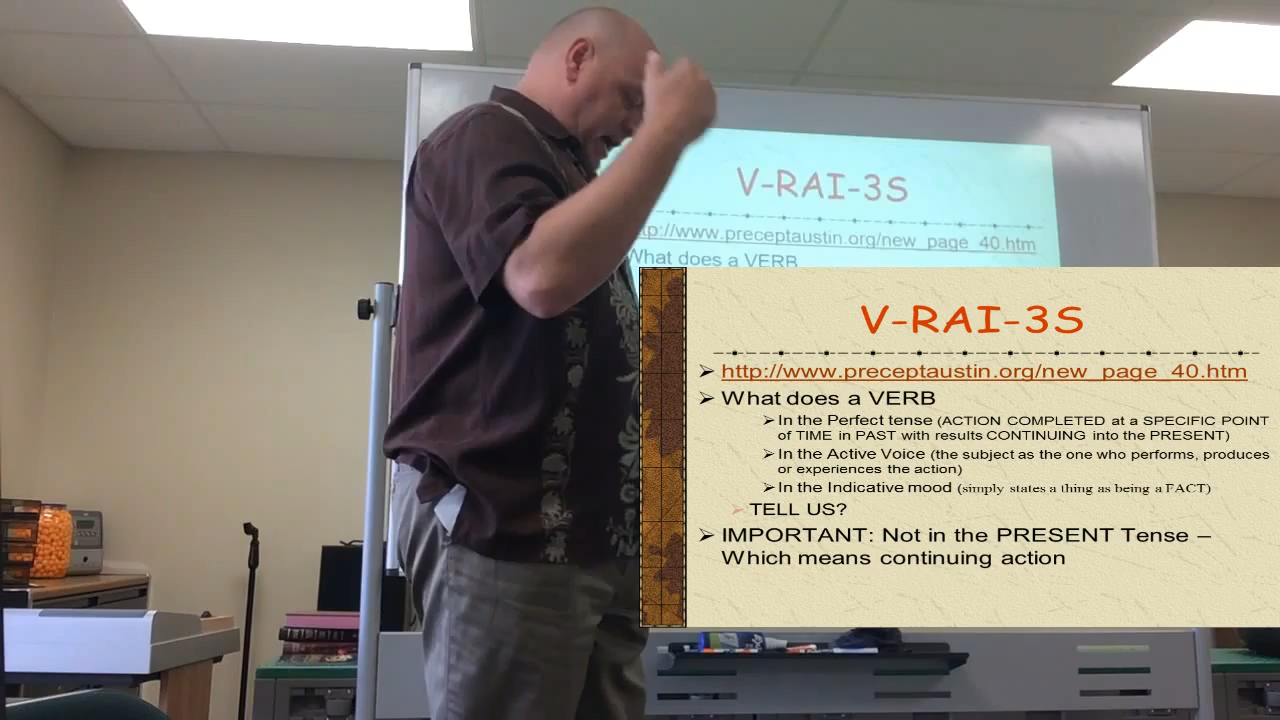 V-RAI-3S
http://www.preceptaustin.org/new_page_40.htm
What does a VERB
V-RAI-3S
http://www.preceptaustin.org/new_page_40.htm
What does a VERB
In the Perfect tense (ACTION COMPLETED at a SPECIFIC POINT
of TIME in PAST with results CONTINUING into the PRESENT)
In the Active Voice (the subject as the one who performs, produces
or experiences the action)
In the Indicative mood (simply states a thing as being a FACT)
TELL US?
IMPORTANT: Not in the PRESENT Tense –
Which means continuing action